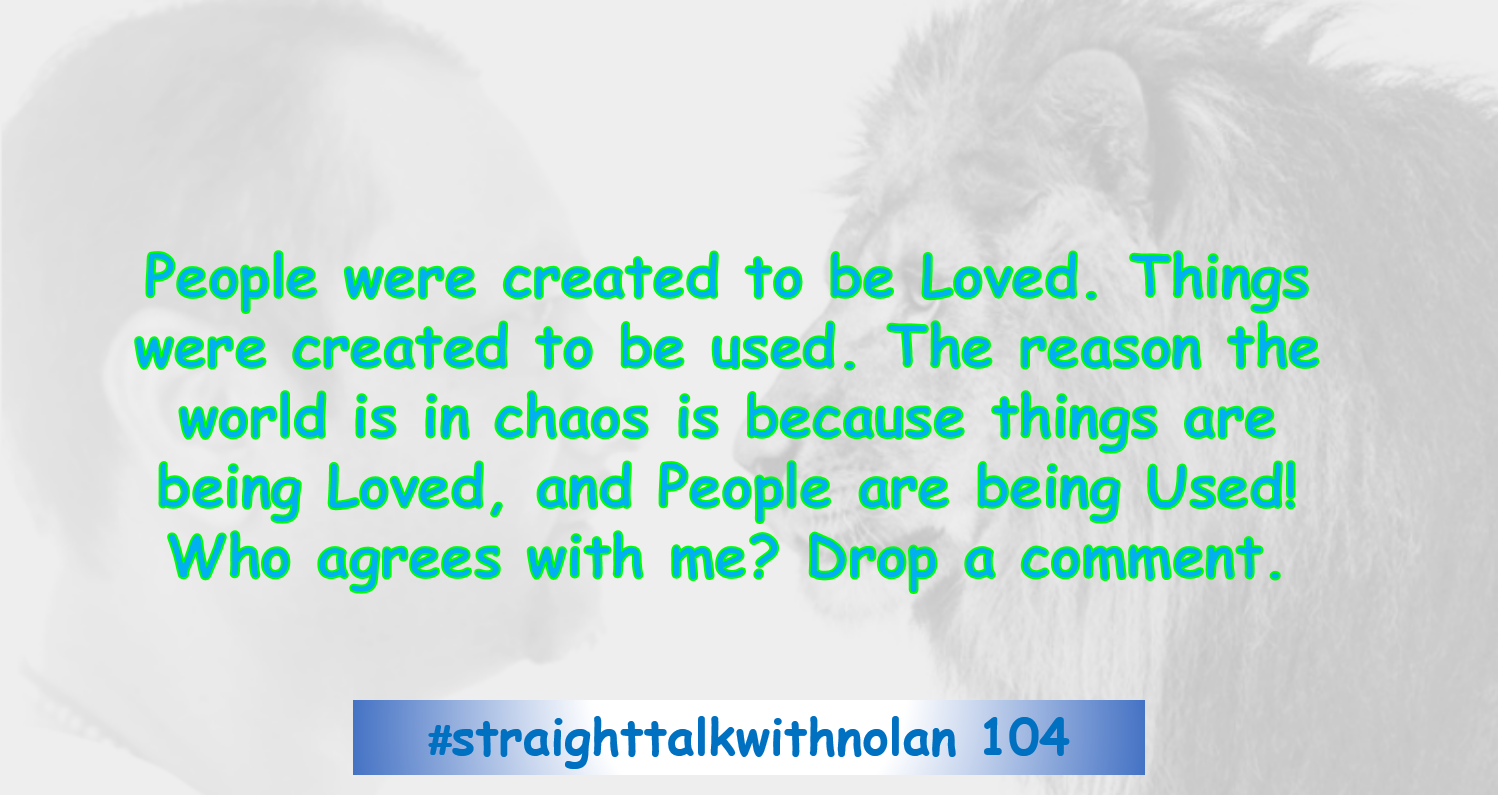 People were created to be Loved. Things
were created to be used. The reason the
world is in chaos is because things are
being Loved, and People are being Used!
Who agrees with me? Drop a comment.
#straighttalkwithnolan 104